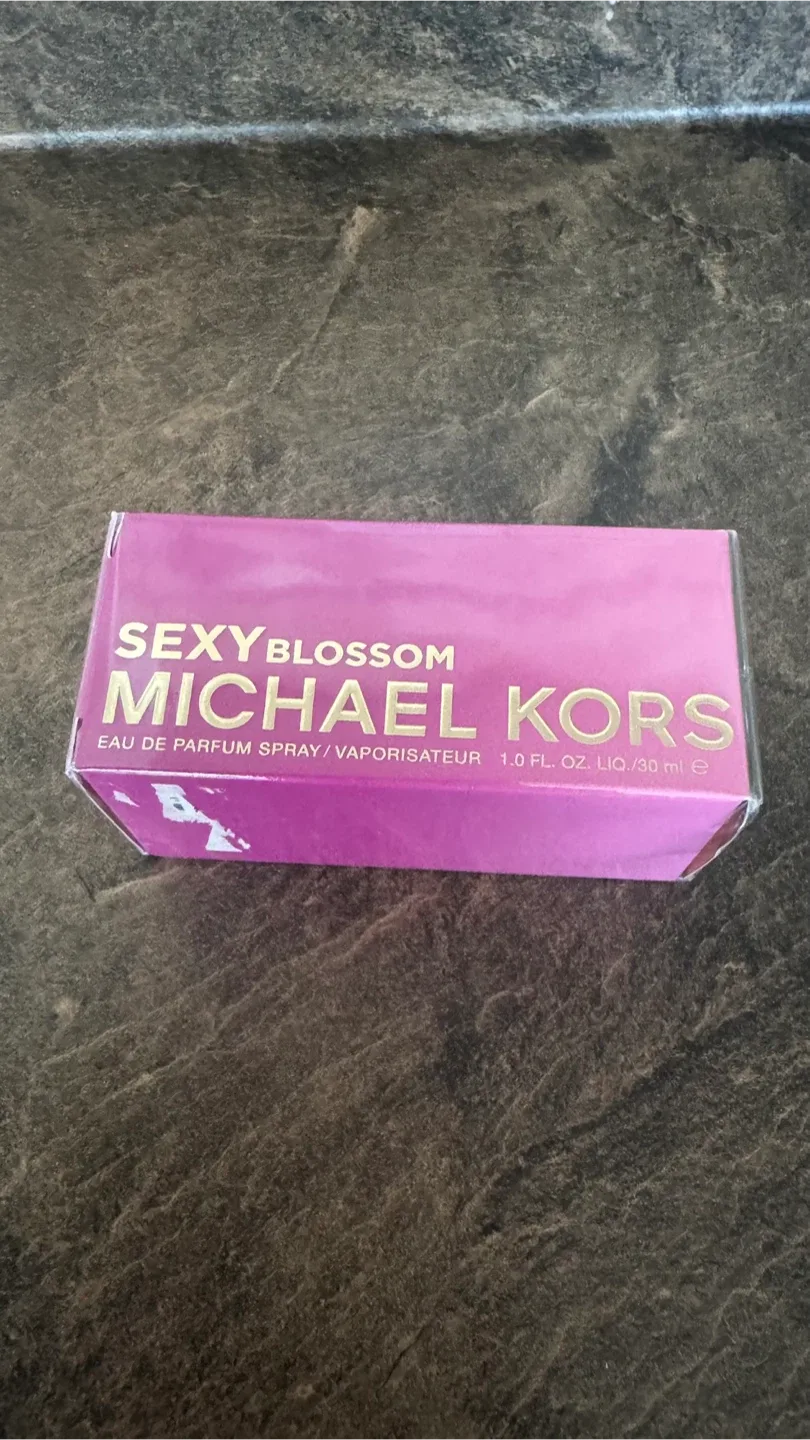 SEXY BLOSSOM
MICHAEL KORS
EAU DE PARFUM SPRAY / VAPORISATEUR 1.0 FL. OZ. LIQ./30 ml ℮